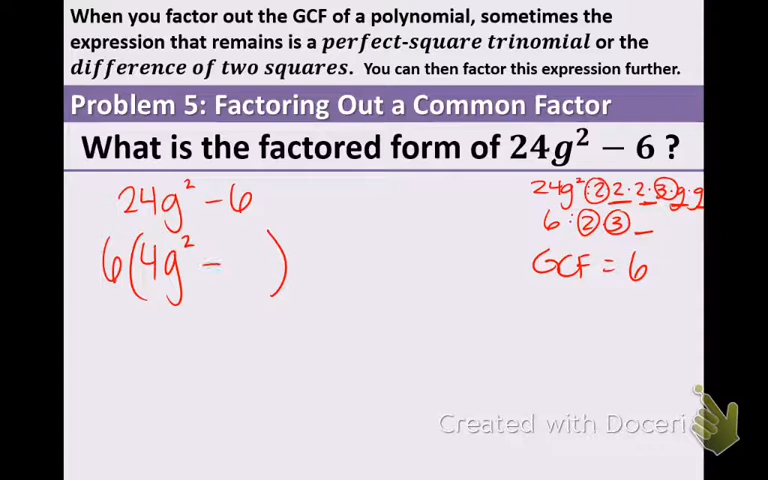 When you factor out the GCF of a polynomial, sometimes the
expression that remains is a perfect-square trinomial or the
difference of two squares. You can then factor this expression further.
Problem 5: Factoring Out a Common Factor
What is the factored form of 24g² − 6 ?
24g² − 6
6(4g² −     )
24g² : 2 · 2 · 2 · 3 · g · g
6 : 2 3 _
GCF = 6
Created with Doceri